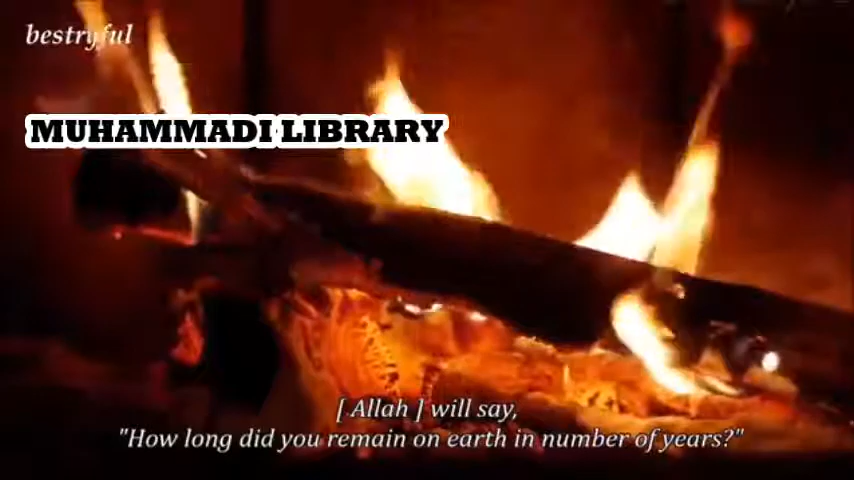 bestryful
MUHAMMADI LIBRARY
[ Allah ] will say,
"How long did you remain on earth in number of years?"